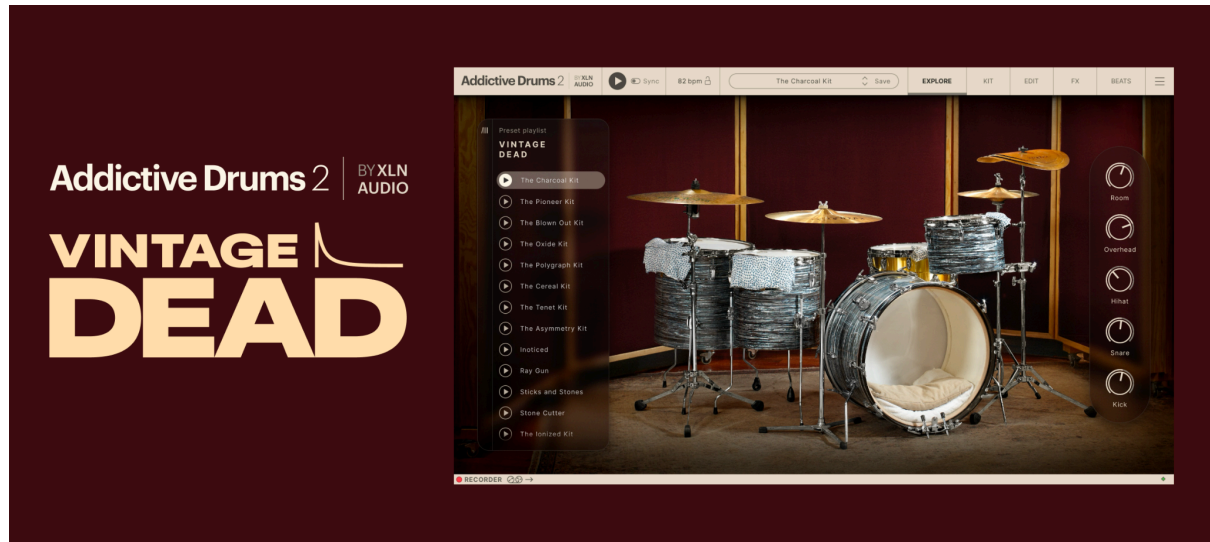 Addictive Drums 2 BY XLN AUDIO
VINTAGE
DEAD
Addictive Drums 2 BY XLN AUDIO Sync 82 bpm The Charcoal Kit Save EXPLORE KIT EDIT FX BEATS
Preset playlist
VINTAGE
DEAD
The Charcoal Kit
The Pioneer Kit
The Blown Out Kit
The Oxide Kit
The Polygraph Kit
The Cereal Kit
The Tenet Kit
The Asymmetry Kit
Inoticed
Ray Gun
Sticks and Stones
Stone Cutter
The Ionized Kit
Room
Overhead
Hihat
Snare
Kick
RECORDER